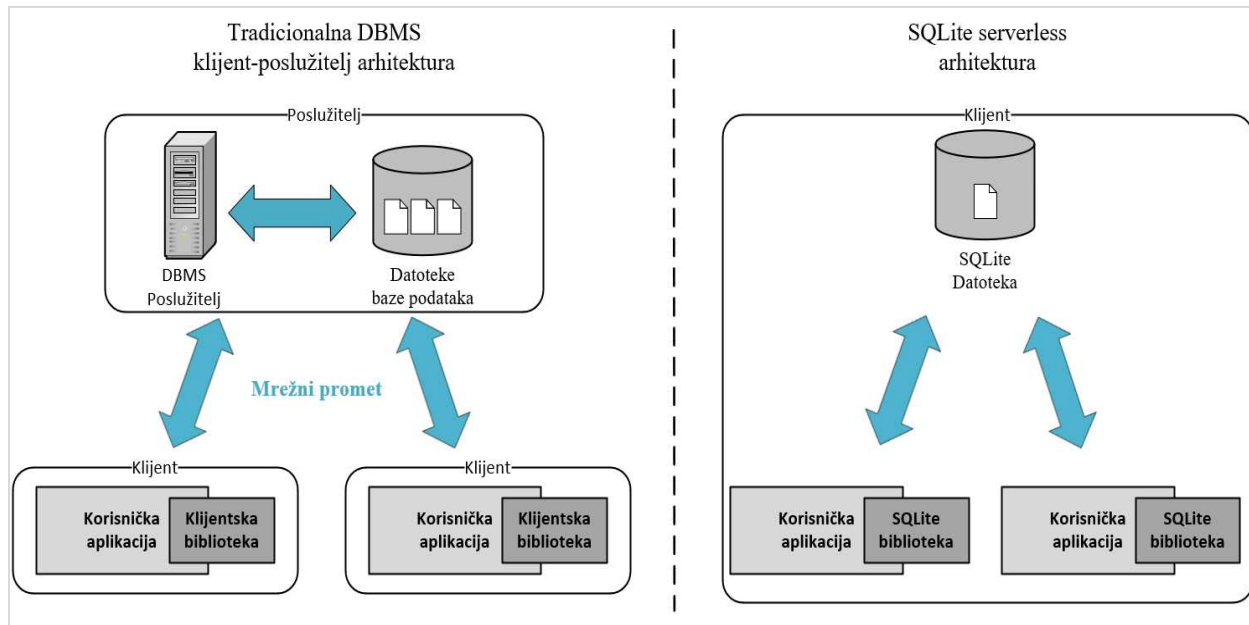 Tradicionalna DBMS
klijent-poslužitelj arhitektura
Poslužitelj
DBMS
Poslužitelj
Datoteke
baze podataka
Mrežni promet
Klijent
Korisnička
aplikacija
Klijentska
biblioteka
Klijent
Korisnička
aplikacija
Klijentska
biblioteka
SQLite serverless
arhitektura
Klijent
SQLite
Datoteka
Korisnička
aplikacija
SQLite
biblioteka
Korisnička
aplikacija
SQLite
biblioteka